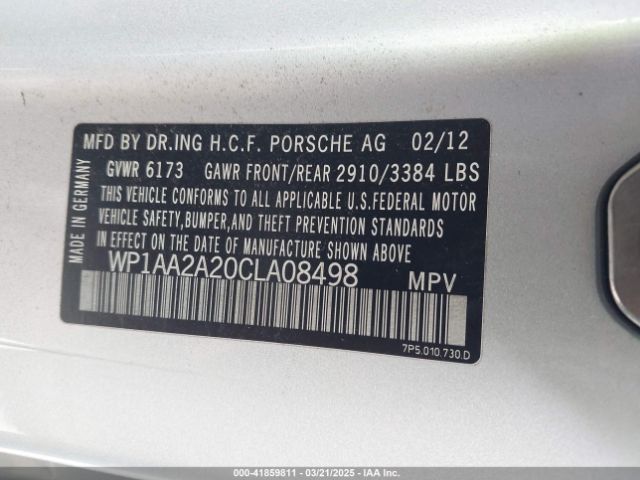 MFD BY DR.ING H.C.F. PORSCHE AG 02/12
GVWR 6173 GAWR FRONT/REAR 2910/3384 LBS
THIS VEHICLE CONFORMS TO ALL APPLICABLE U.S.FEDERAL MOTOR
VEHICLE SAFETY,BUMPER,AND THEFT PREVENTION STANDARDS
IN EFFECT ON THE DATE OF MANUFACTURE SHOWN ABOVE.
WP1AA2A20CLA08498 MPV
7P5.010.730.D
MADE IN GERMANY
000-41859811 - 03/21/2025 - IAA Inc.